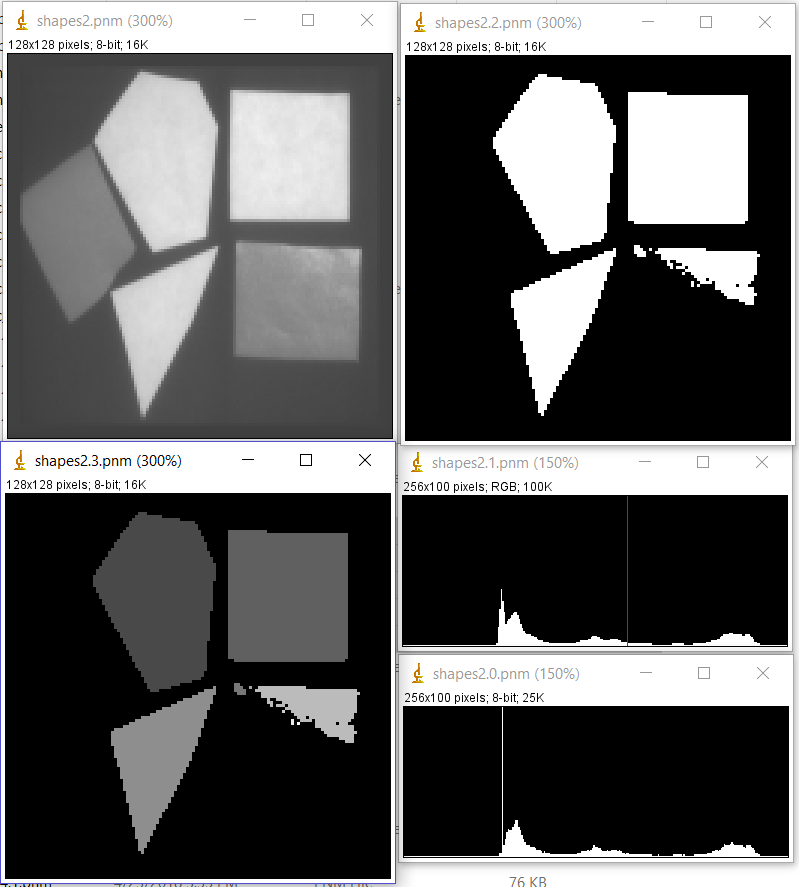 shapes2.pnm (300%)
128x128 pixels; 8-bit; 16K
shapes2.2.pnm (300%)
128x128 pixels; 8-bit; 16K
shapes2.3.pnm (300%)
128x128 pixels; 8-bit; 16K
shapes2.1.pnm (150%)
256x100 pixels; RGB; 100K
shapes2.0.pnm (150%)
256x100 pixels; 8-bit; 25K
76 KB